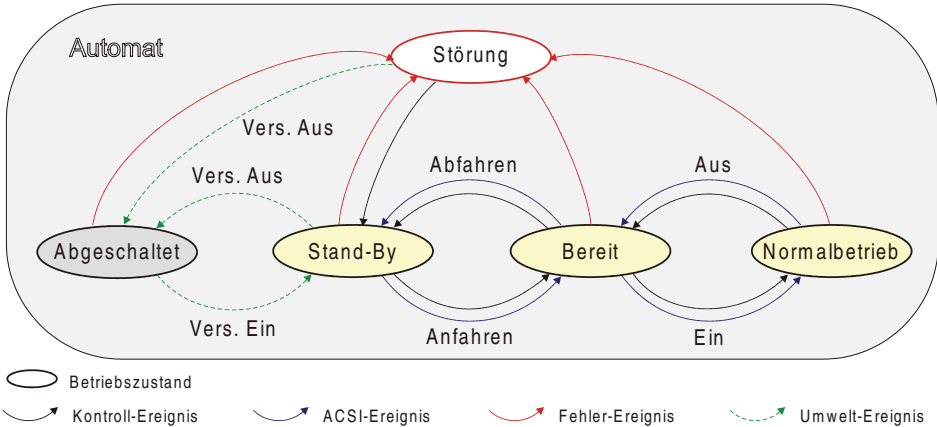 Automat
Störung
Vers. Aus
Vers. Aus
Abfahren
Aus
Abgeschaltet
Stand-By
Bereit
Normalbetrieb
Vers. Ein
Anfahren
Ein
Betriebszustand
Kontroll-Ereignis
ACSI-Ereignis
Fehler-Ereignis
Umwelt-Ereignis